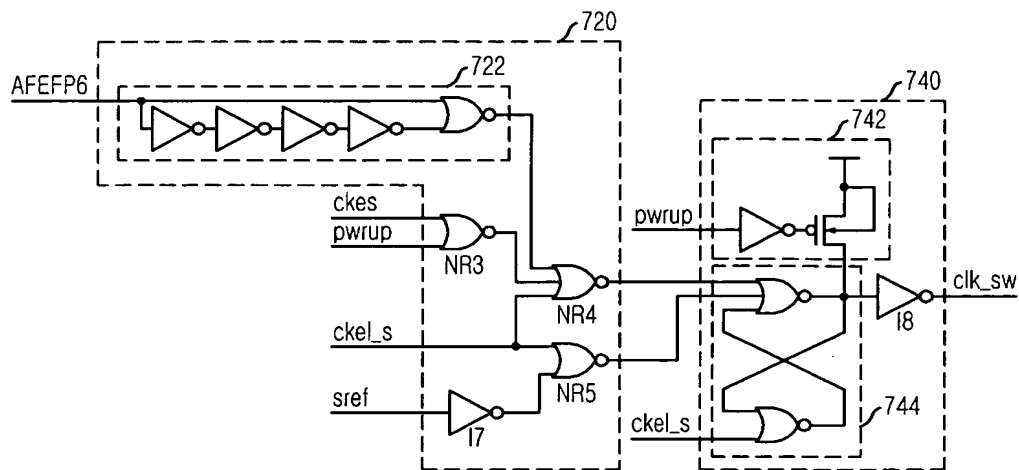 720
722
AFEFP6
740
742
ckes
pwrup
pwrup
NR3
clk_sw
NR4
I8
ckel_s
NR5
sref
744
I7
ckel_s